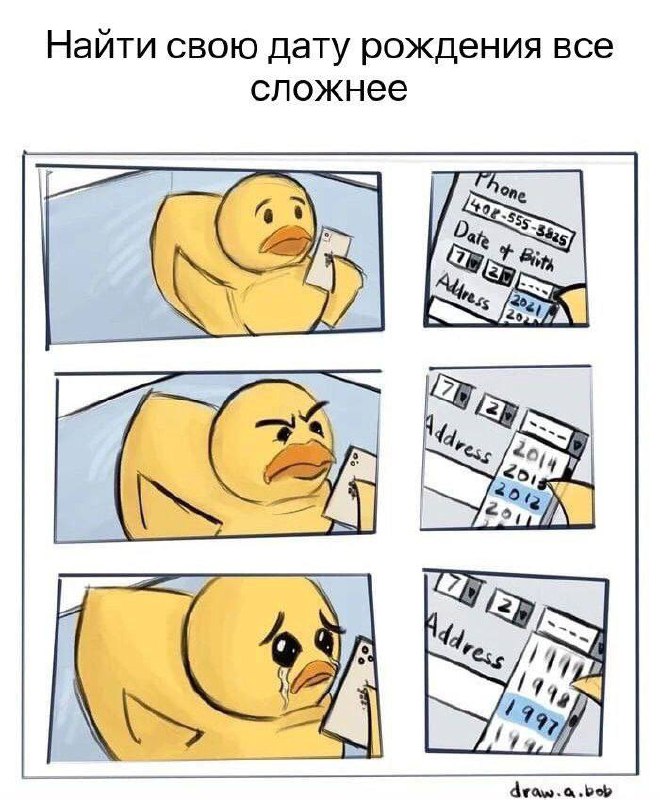 Найти свою дату рождения все
сложнее
Phone
408-555-3825
Date of Birth
7 2 ----
Address 2021
7 2 ----
Address 2014
2013
2012
2011
7 2 ----
Address
1998
1997
draw.a.bob